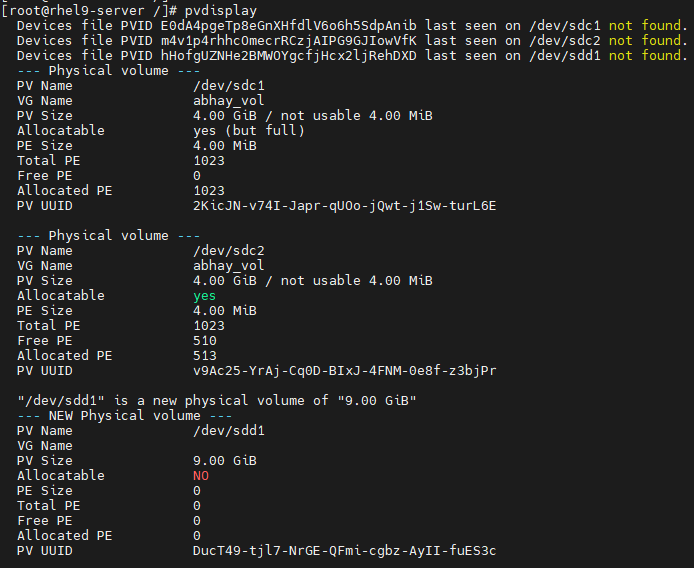 [root@rhel9-server /]# pvdisplay
Devices file PVID E0dA4pgeTp8eGnXHfdlV6o6h5SdpAnib last seen on /dev/sdc1 not found.
Devices file PVID m4v1p4rhhcOmecrRCzjAIPG9GJIowVfK last seen on /dev/sdc2 not found.
Devices file PVID hHofgUZNHe2BMWOYgcfjHcx2ljRehDXD last seen on /dev/sdd1 not found.
--- Physical volume ---
PV Name /dev/sdc1
VG Name abhay_vol
PV Size 4.00 GiB / not usable 4.00 MiB
Allocatable yes (but full)
PE Size 4.00 MiB
Total PE 1023
Free PE 0
Allocated PE 1023
PV UUID 2KicJN-v74I-Japr-qUOo-jQwt-j1Sw-turL6E
--- Physical volume ---
PV Name /dev/sdc2
VG Name abhay_vol
PV Size 4.00 GiB / not usable 4.00 MiB
Allocatable yes
PE Size 4.00 MiB
Total PE 1023
Free PE 510
Allocated PE 513
PV UUID v9Ac25-YrAj-Cq0D-BIxJ-4FNM-0e8f-z3bjPr
"/dev/sdd1" is a new physical volume of "9.00 GiB"
--- NEW Physical volume ---
PV Name /dev/sdd1
VG Name
PV Size 9.00 GiB
Allocatable NO
PE Size 0
Total PE 0
Free PE 0
Allocated PE 0
PV UUID DucT49-tjl7-NrGE-QFmi-cgbz-AyII-fuES3c